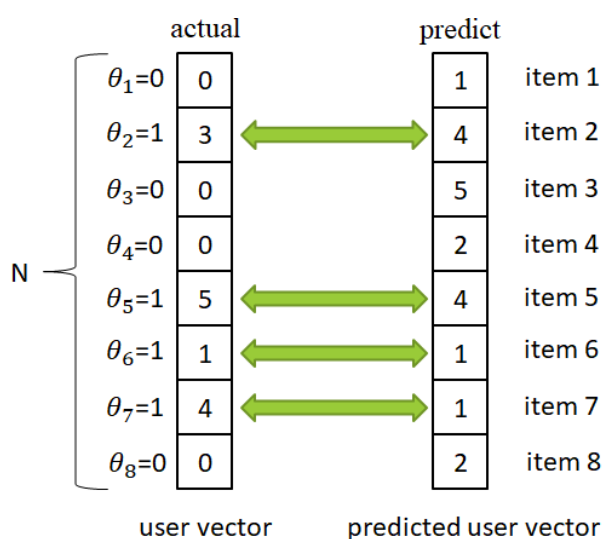 actual predict
θ₁=0 0 1 item 1
θ₂=1 3 4 item 2
θ₃=0 0 5 item 3
θ₄=0 0 2 item 4
N
θ₅=1 5 4 item 5
θ₆=1 1 1 item 6
θ₇=1 4 1 item 7
θ₈=0 0 2 item 8
user vector predicted user vector